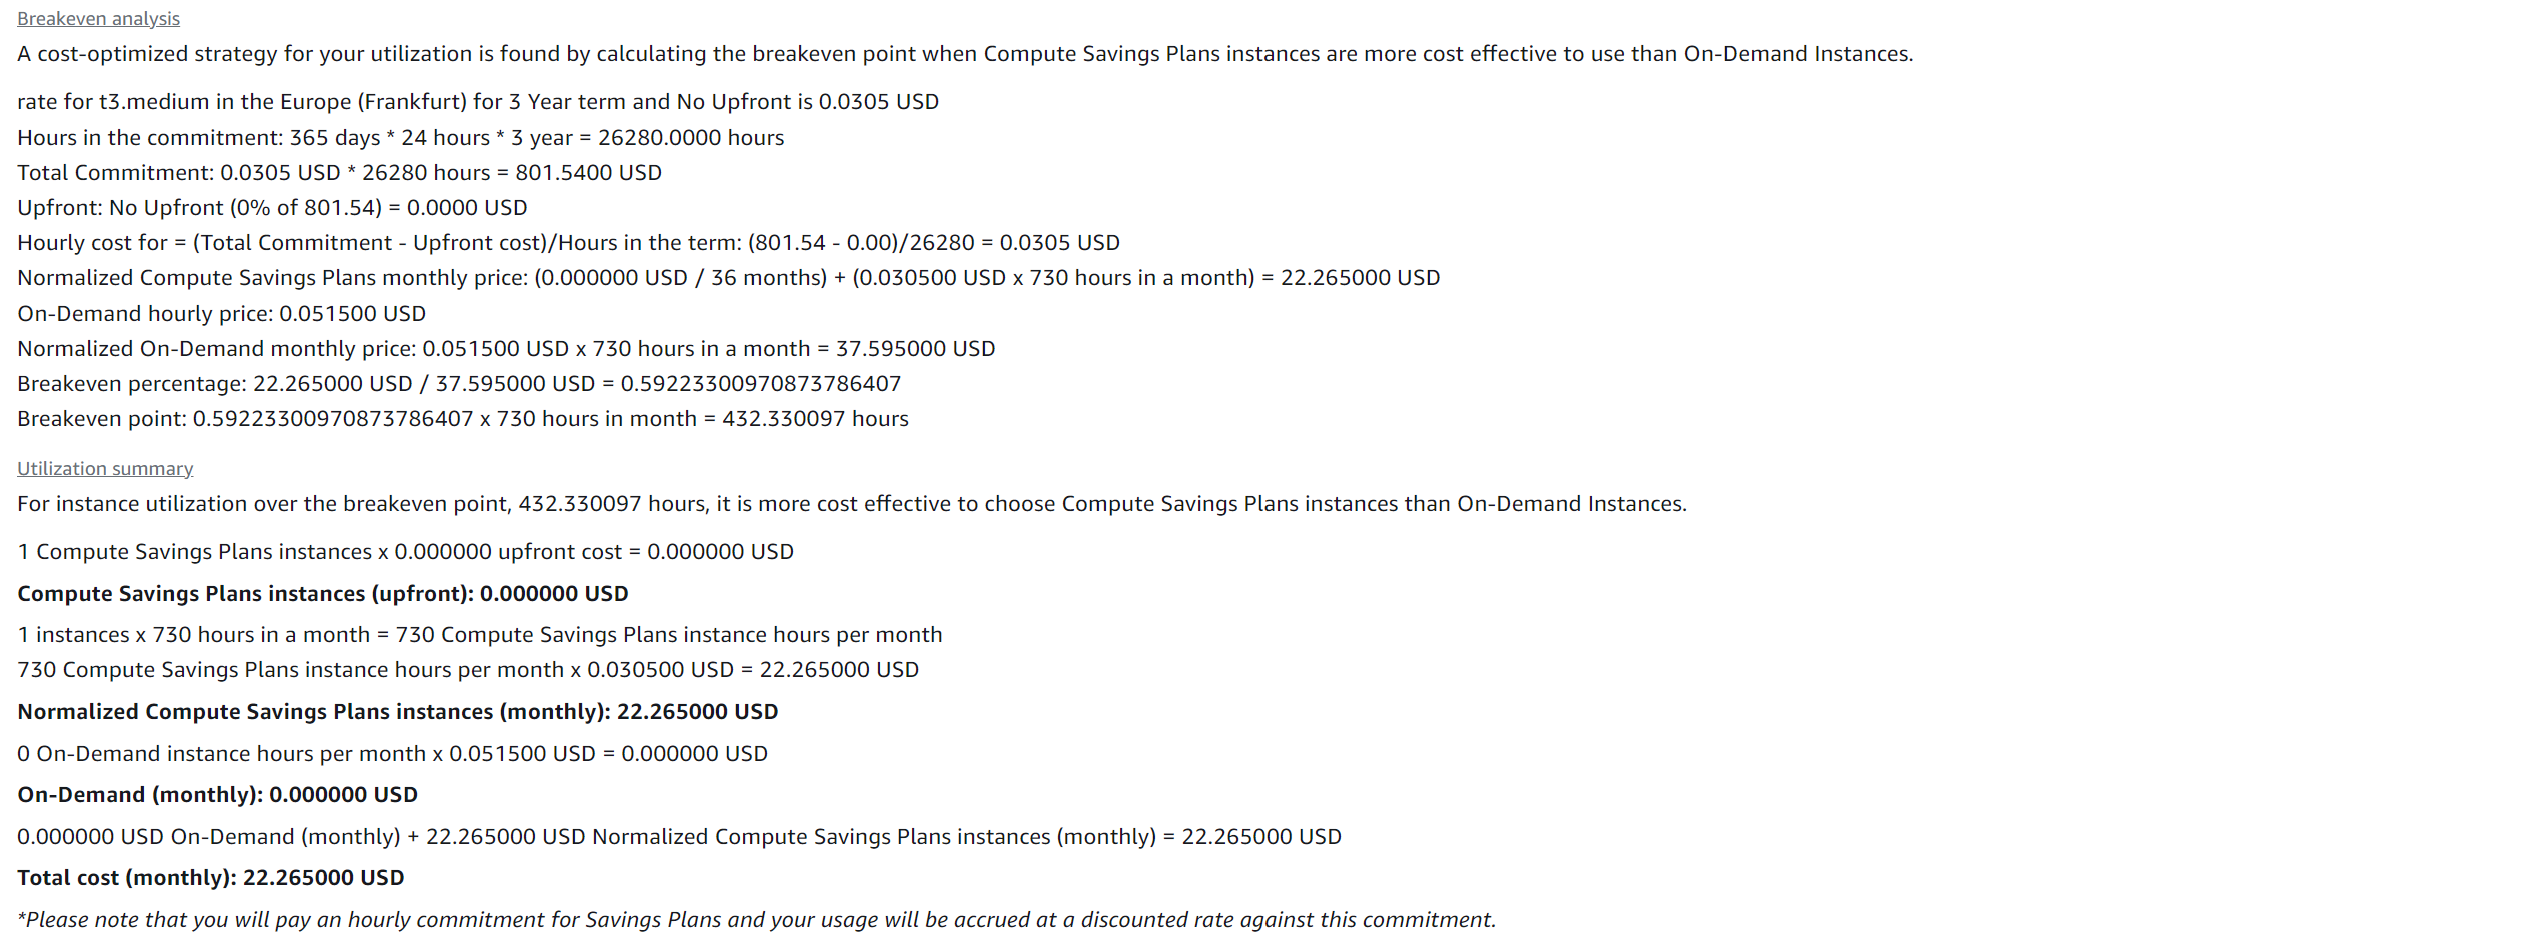 Breakeven analysis
A cost-optimized strategy for your utilization is found by calculating the breakeven point when Compute Savings Plans instances are more cost effective to use than On-Demand Instances.
rate for t3.medium in the Europe (Frankfurt) for 3 Year term and No Upfront is 0.0305 USD
Hours in the commitment: 365 days * 24 hours * 3 year = 26280.0000 hours
Total Commitment: 0.0305 USD * 26280 hours = 801.5400 USD
Upfront: No Upfront (0% of 801.54) = 0.0000 USD
Hourly cost for = (Total Commitment - Upfront cost)/Hours in the term: (801.54 - 0.00)/26280 = 0.0305 USD
Normalized Compute Savings Plans monthly price: (0.000000 USD / 36 months) + (0.030500 USD x 730 hours in a month) = 22.265000 USD
On-Demand hourly price: 0.051500 USD
Normalized On-Demand monthly price: 0.051500 USD x 730 hours in a month = 37.595000 USD
Breakeven percentage: 22.265000 USD / 37.595000 USD = 0.59223300970873786407
Breakeven point: 0.59223300970873786407 x 730 hours in month = 432.330097 hours
Utilization summary
For instance utilization over the breakeven point, 432.330097 hours, it is more cost effective to choose Compute Savings Plans instances than On-Demand Instances.
1 Compute Savings Plans instances x 0.000000 upfront cost = 0.000000 USD
Compute Savings Plans instances (upfront): 0.000000 USD
1 instances x 730 hours in a month = 730 Compute Savings Plans instance hours per month
730 Compute Savings Plans instance hours per month x 0.030500 USD = 22.265000 USD
Normalized Compute Savings Plans instances (monthly): 22.265000 USD
0 On-Demand instance hours per month x 0.051500 USD = 0.000000 USD
On-Demand (monthly): 0.000000 USD
0.000000 USD On-Demand (monthly) + 22.265000 USD Normalized Compute Savings Plans instances (monthly) = 22.265000 USD
Total cost (monthly): 22.265000 USD
*Please note that you will pay an hourly commitment for Savings Plans and your usage will be accrued at a discounted rate against this commitment.